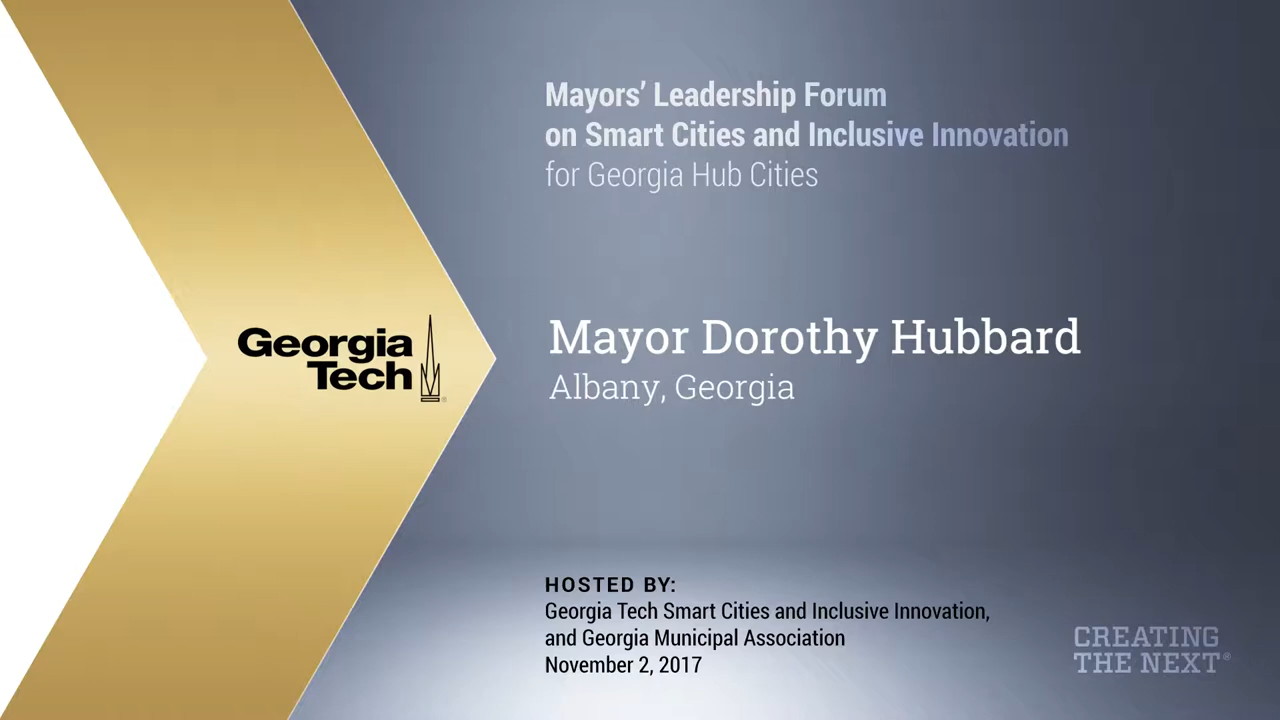 Mayors’ Leadership Forum
on Smart Cities and Inclusive Innovation
for Georgia Hub Cities
Georgia
Tech
®
Mayor Dorothy Hubbard
Albany, Georgia
HOSTED BY:
Georgia Tech Smart Cities and Inclusive Innovation,
and Georgia Municipal Association
November 2, 2017
CREATING
THE NEXT®